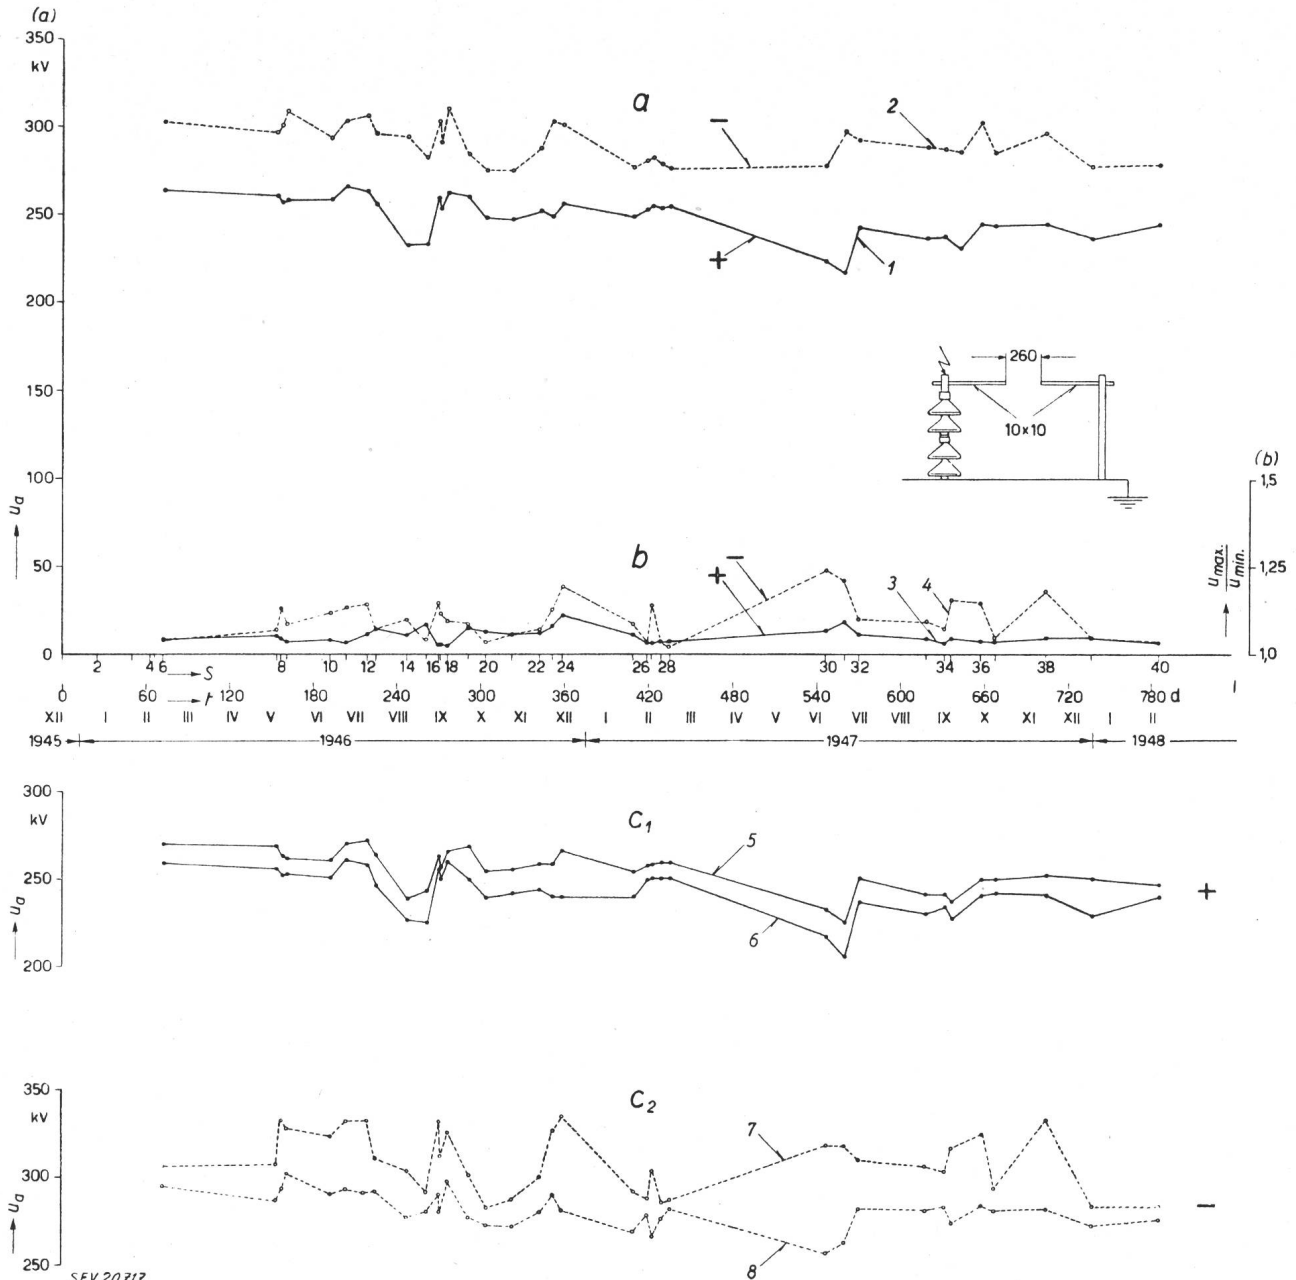 (a)
350
kV
300
250
200
150
100
50
0
u_a
a
−
2
+
1
260
10×10
(b)
1,5
1,25
1,0
u_max.
u_min.
b
+ −
3 4
2 4 6 8 10 12 14 16 18 20 22 24 26 28 30 32 34 36 38 40
S
0 60 120 180 240 300 360 420 480 540 600 660 720 780 d
t
XII I II III IV V VI VII VIII IX X XI XII I II III IV V VI VII VIII IX X XI XII I II
1945 1946 1947 1948
300
kV
250
200
u_a
C₁
5
6
+
350
kV
300
250
u_a
C₂
7
8
−
SEV 20717